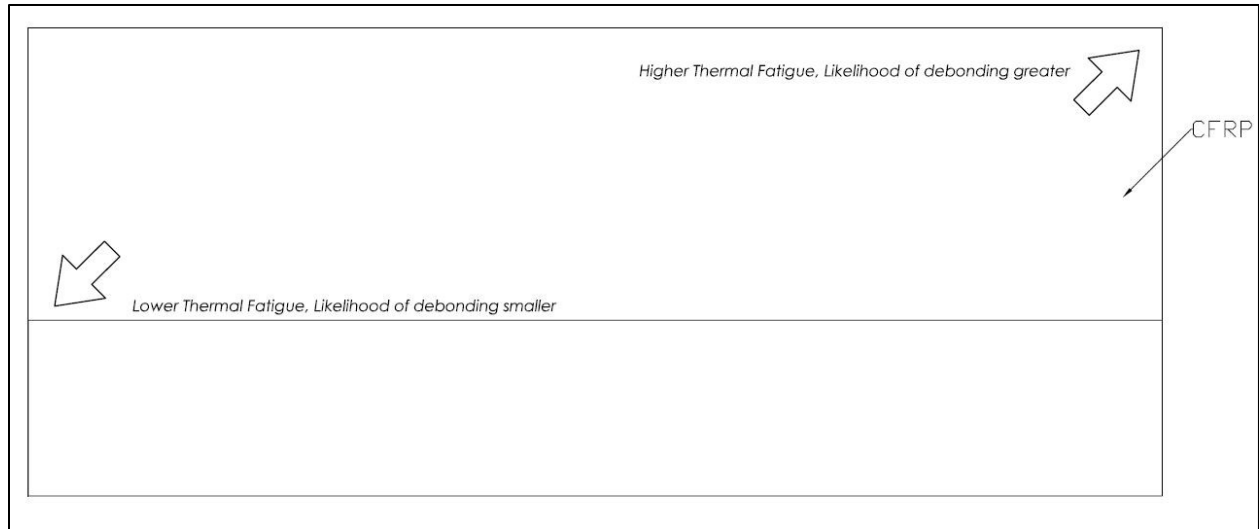 Higher Thermal Fatigue, Likelihood of debonding greater
CFRP
Lower Thermal Fatigue, Likelihood of debonding smaller